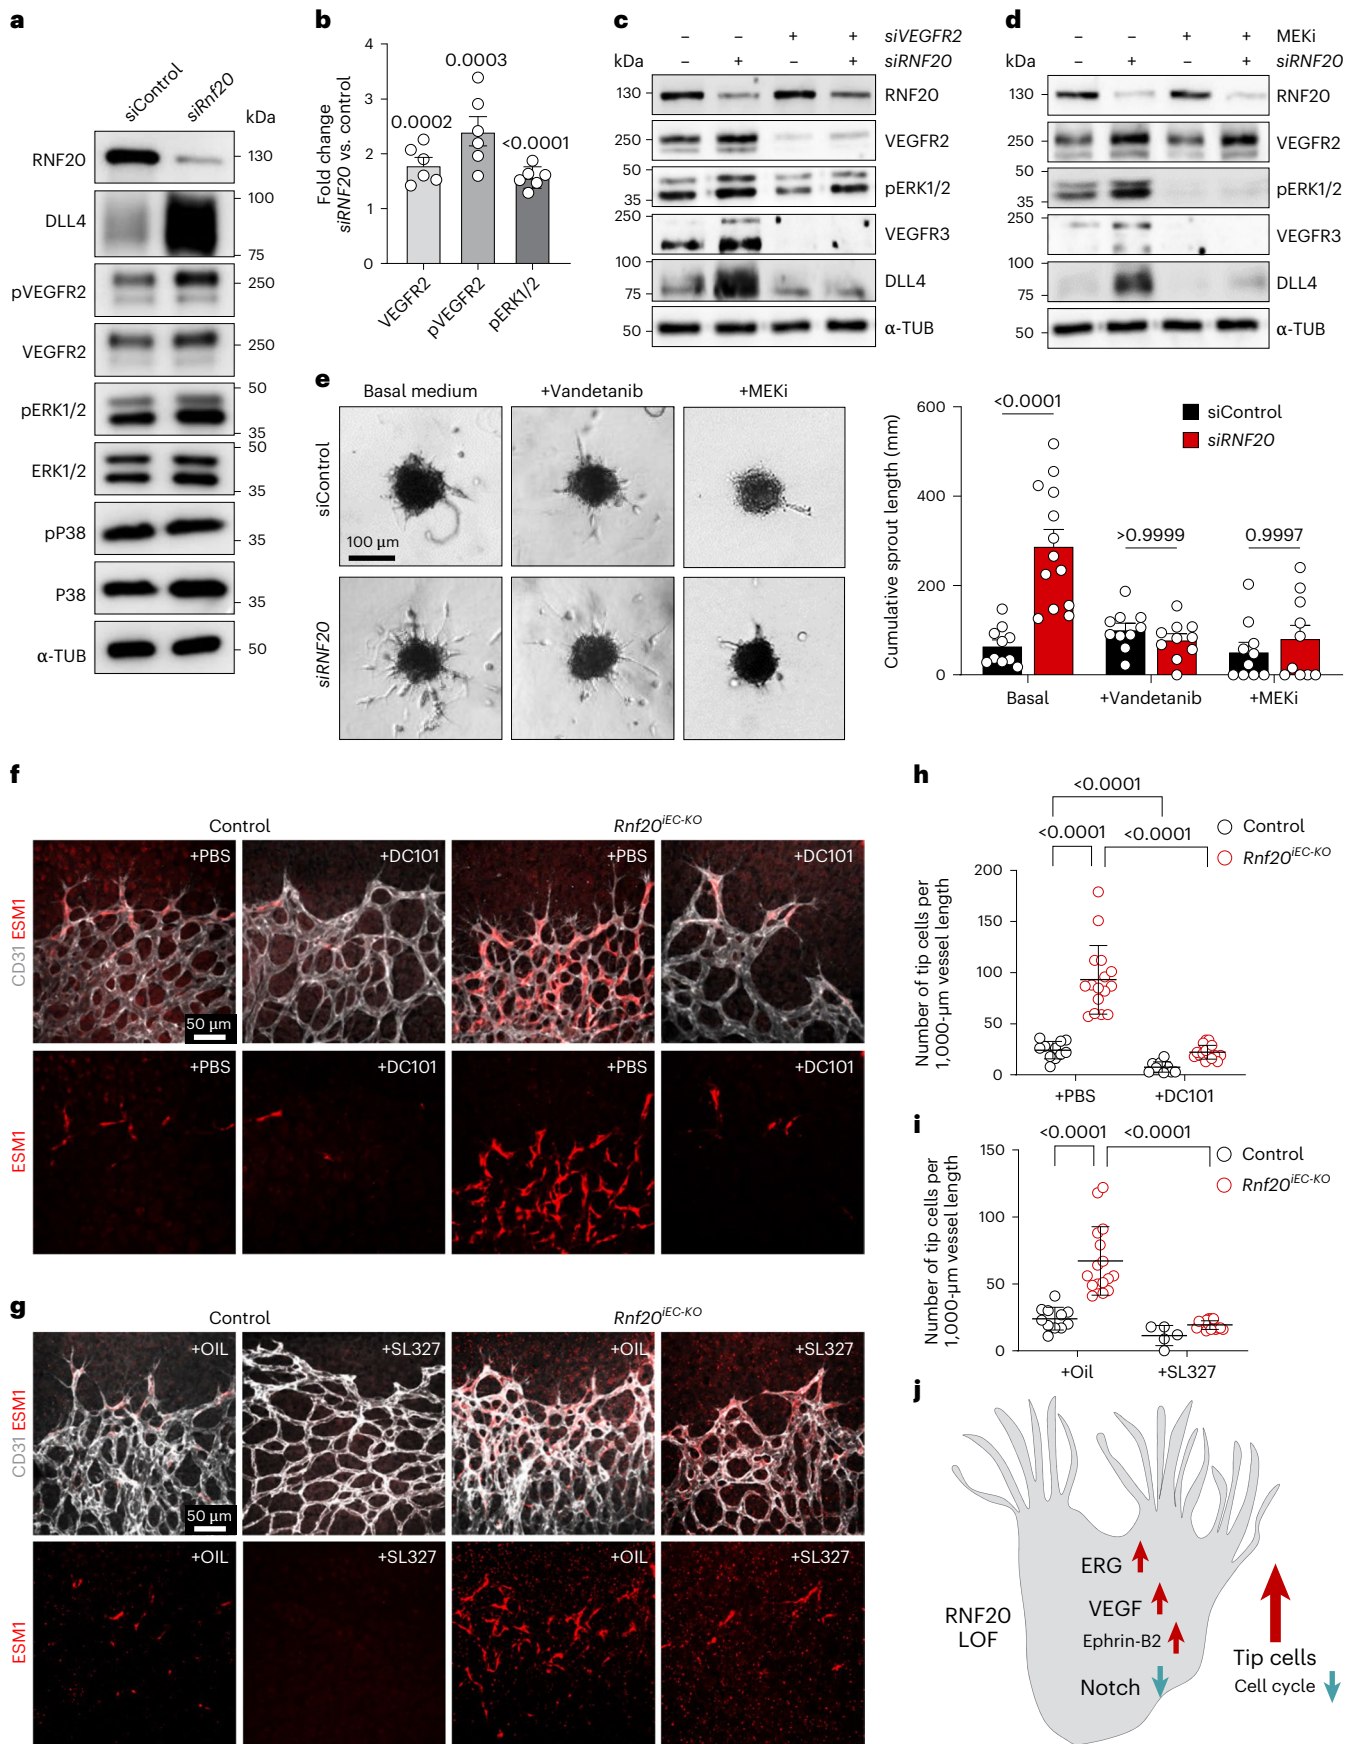 a
siControl
siRnf20
kDa
RNF20
130
DLL4
100
75
pVEGFR2
250
VEGFR2
250
pERK1/2
50
35
ERK1/2
50
35
pP38
35
P38
35
α-TUB
50
b
Fold change
siRNF20 vs. control
4
3
2
1
0
0.0002
0.0003
<0.0001
VEGFR2
pVEGFR2
pERK1/2
c
– – + + siVEGFR2
kDa – + – + siRNF20
130 RNF20
250 VEGFR2
50
35 pERK1/2
250 VEGFR3
100
75 DLL4
50 α-TUB
d
– – + + MEKi
kDa – + – + siRNF20
130 RNF20
250 VEGFR2
50
35 pERK1/2
250 VEGFR3
100
75 DLL4
50 α-TUB
e
Basal medium +Vandetanib +MEKi
siControl
100 μm
siRNF20
Cumulative sprout length (mm)
600
400
200
0
<0.0001
>0.9999
0.9997
siControl
siRNF20
Basal +Vandetanib +MEKi
f
Control Rnf20iEC-KO
CD31 ESM1
+PBS +DC101 +PBS +DC101
50 μm
ESM1
+PBS +DC101 +PBS +DC101
g
Control Rnf20iEC-KO
CD31 ESM1
+OIL +SL327 +OIL +SL327
50 μm
ESM1
+OIL +SL327 +OIL +SL327
h
Number of tip cells per
1,000-μm vessel length
200
150
100
50
0
<0.0001
<0.0001 <0.0001
Control
Rnf20iEC-KO
+PBS +DC101
i
Number of tip cells per
1,000-μm vessel length
150
100
50
0
<0.0001 <0.0001
Control
Rnf20iEC-KO
+Oil +SL327
j
RNF20
LOF
ERG
VEGF
Ephrin-B2
Notch
Tip cells
Cell cycle